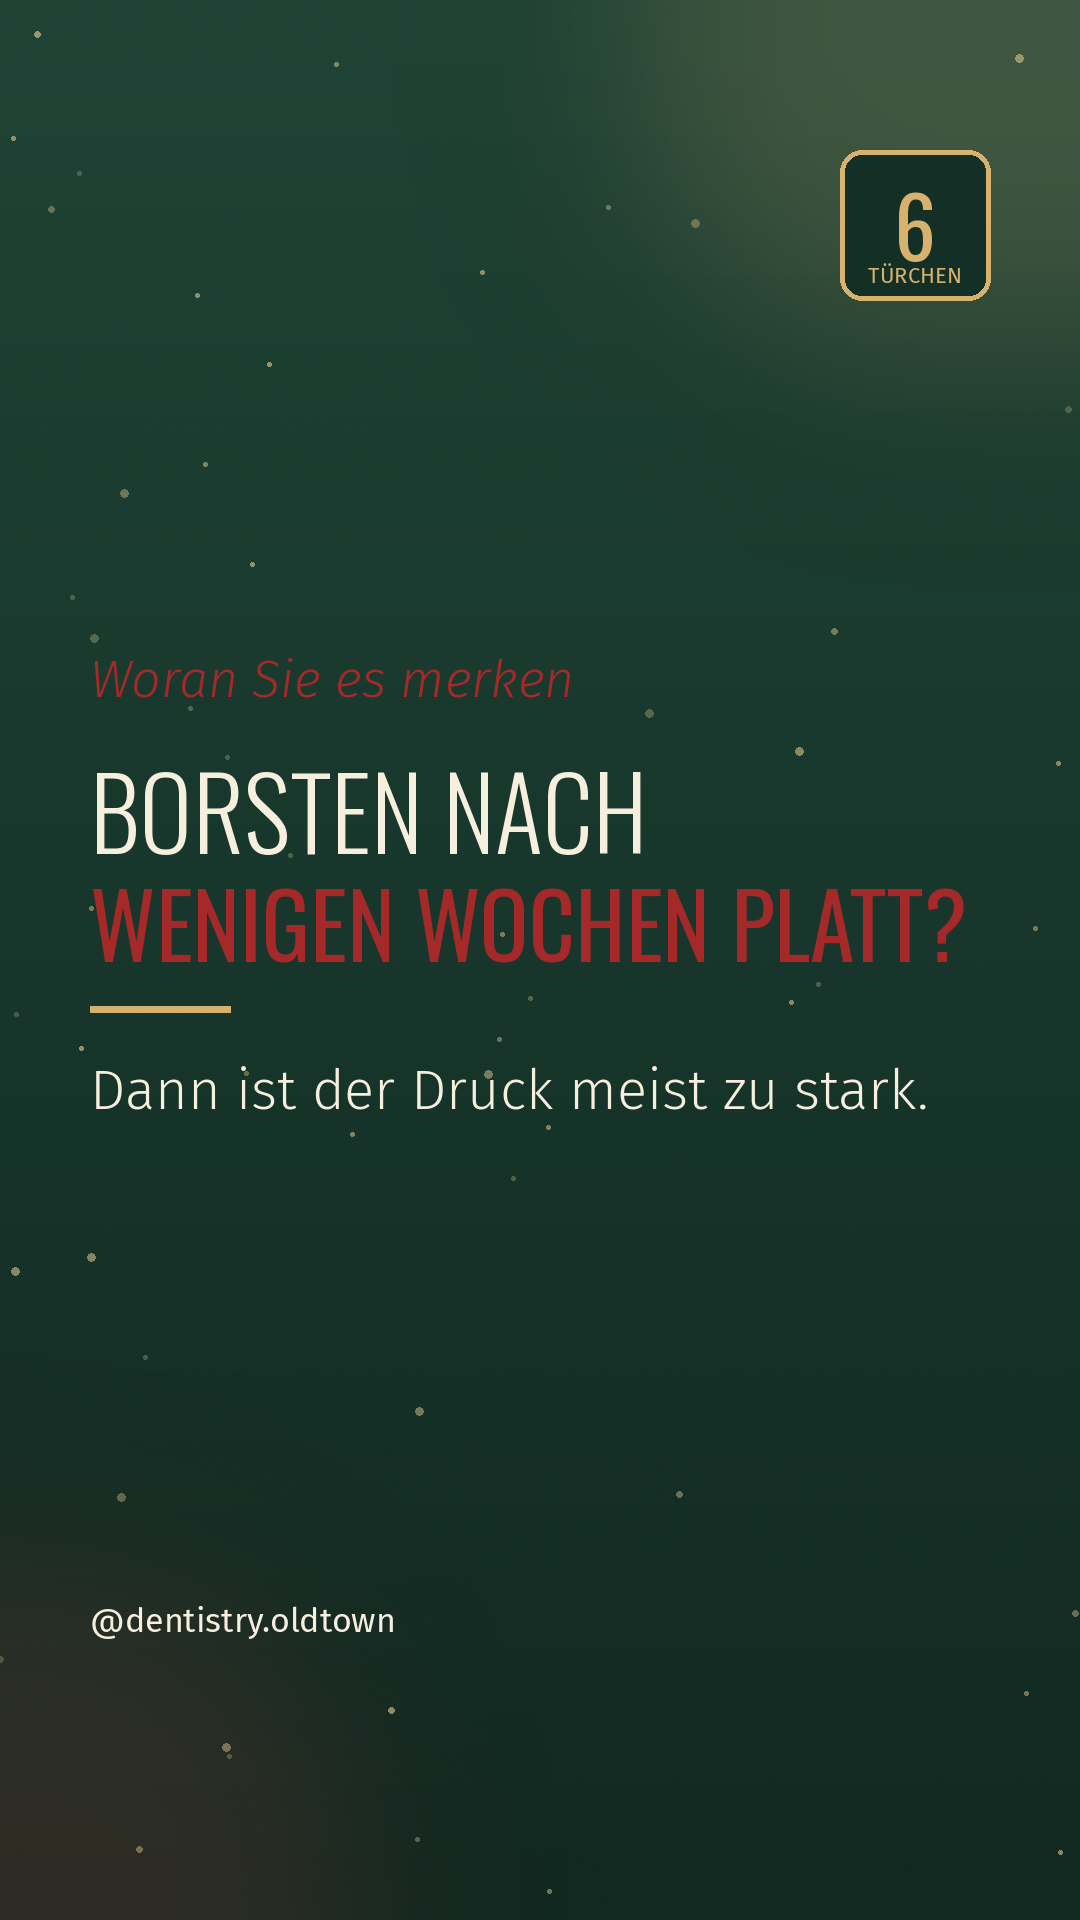 6
TÜRCHEN
Woran Sie es merken
BORSTEN NACH
WENIGEN WOCHEN PLATT?
Dann ist der Druck meist zu stark.
@dentistry.oldtown